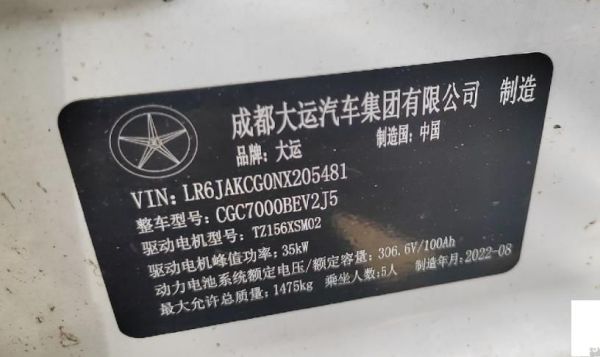 成都大运汽车集团有限公司 制造
品牌：大运 制造国：中国
VIN: LR6JAKCG0NX205481
整车型号：CGC7000BEV2J5
驱动电机型号：TZ156XSM02
驱动电机峰值功率：35kW
动力电池系统额定电压/额定容量：306.6V/100Ah
最大允许总质量：1475kg 乘坐人数：5人 制造年月：2022-08